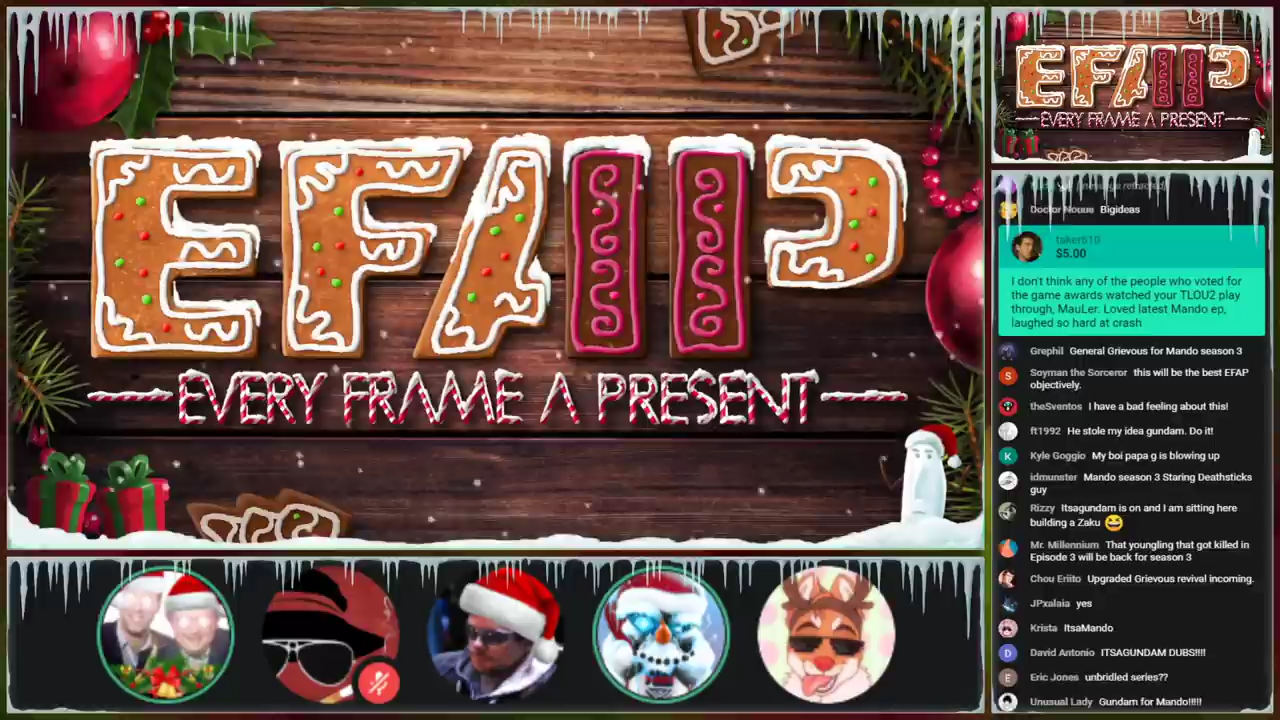 EFAP
EVERY FRAME A PRESENT
EFAP
EVERY FRAME A PRESENT
Doctor Noque Bigideas
taker610
$5.00
I don't think any of the people who voted for
the game awards watched your TLOU2 play
through, MauLer. Loved latest Mando ep,
laughed so hard at crash
Grephil General Grievous for Mando season 3
S
Soyman the Sorceror this will be the best EFAP
objectively.
theSventos I have a bad feeling about this!
ft1992 He stole my idea gundam. Do it!
K
Kyle Goggio My boi papa g is blowing up
idmunster Mando season 3 Staring Deathsticks
guy
Rizzy Itsagundam is on and I am sitting here
building a Zaku
Mr. Millennium That youngling that got killed in
Episode 3 will be back for season 3
Chou Eriito Upgraded Grievous revival incoming.
JPxalaia yes
Krista ItsaMando
D
David Antonio ITSAGUNDAM DUBS!!!!
E
Eric Jones unbridled series??
Unusual Lady Gundam for Mando!!!!!